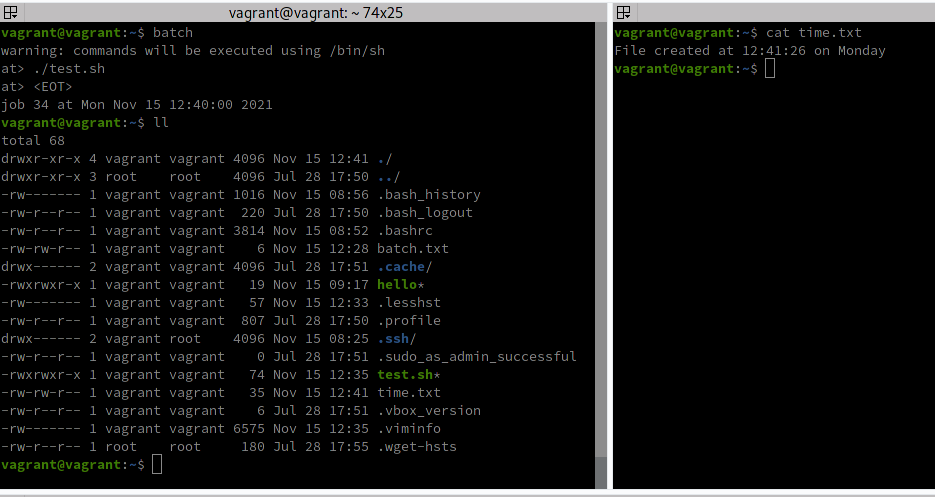 vagrant@vagrant: ~ 74x25
vagrant@vagrant:~$ batch
warning: commands will be executed using /bin/sh
at> ./test.sh
at> <EOT>
job 34 at Mon Nov 15 12:40:00 2021
vagrant@vagrant:~$ ll
total 68
drwxr-xr-x 4 vagrant vagrant 4096 Nov 15 12:41 ./
drwxr-xr-x 3 root    root    4096 Jul 28 17:50 ../
-rw------- 1 vagrant vagrant 1016 Nov 15 08:56 .bash_history
-rw-r--r-- 1 vagrant vagrant  220 Jul 28 17:50 .bash_logout
-rw-r--r-- 1 vagrant vagrant 3814 Nov 15 08:52 .bashrc
-rw-rw-r-- 1 vagrant vagrant    6 Nov 15 12:28 batch.txt
drwx------ 2 vagrant vagrant 4096 Jul 28 17:51 .cache/
-rwxrwxr-x 1 vagrant vagrant   19 Nov 15 09:17 hello*
-rw------- 1 vagrant vagrant   57 Nov 15 12:33 .lesshst
-rw-r--r-- 1 vagrant vagrant  807 Jul 28 17:50 .profile
drwx------ 2 vagrant root    4096 Nov 15 08:25 .ssh/
-rw-r--r-- 1 vagrant vagrant    0 Jul 28 17:51 .sudo_as_admin_successful
-rwxrwxr-x 1 vagrant vagrant   74 Nov 15 12:35 test.sh*
-rw-rw-r-- 1 vagrant vagrant   35 Nov 15 12:41 time.txt
-rw-r--r-- 1 vagrant vagrant    6 Jul 28 17:51 .vbox_version
-rw------- 1 vagrant vagrant 6575 Nov 15 12:35 .viminfo
-rw-r--r-- 1 root    root     180 Jul 28 17:55 .wget-hsts
vagrant@vagrant:~$
vagrant@vagrant:~$ cat time.txt
File created at 12:41:26 on Monday
vagrant@vagrant:~$